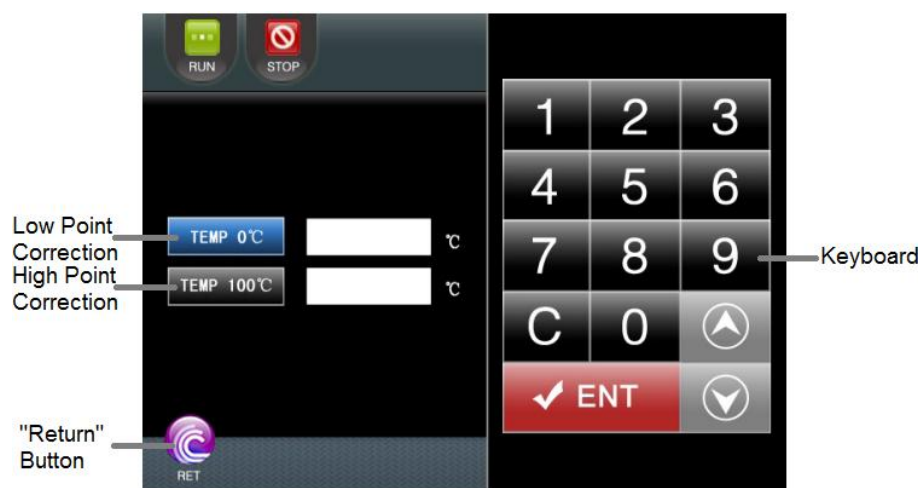 RUN
STOP
1 2 3
4 5 6
7 8 9
C 0
✔ ENT
Low Point
Correction
TEMP 0℃
℃
High Point
Correction
TEMP 100℃
℃
Keyboard
"Return"
Button
RET